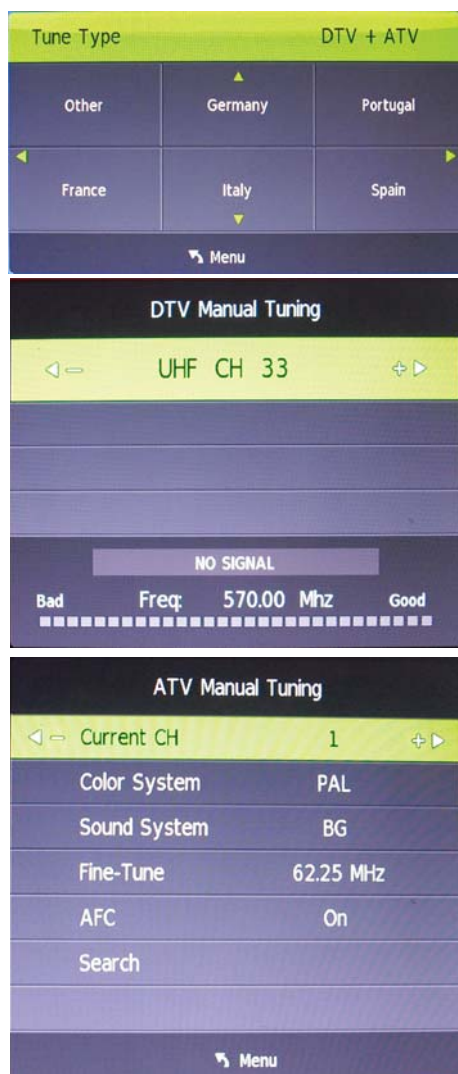 Tune Type DTV + ATV
Other Germany Portugal
France Italy Spain
Menu
DTV Manual Tuning
UHF CH 33
NO SIGNAL
Bad Freq: 570.00 Mhz Good
ATV Manual Tuning
Current CH 1
Color System PAL
Sound System BG
Fine-Tune 62.25 MHz
AFC On
Search
Menu